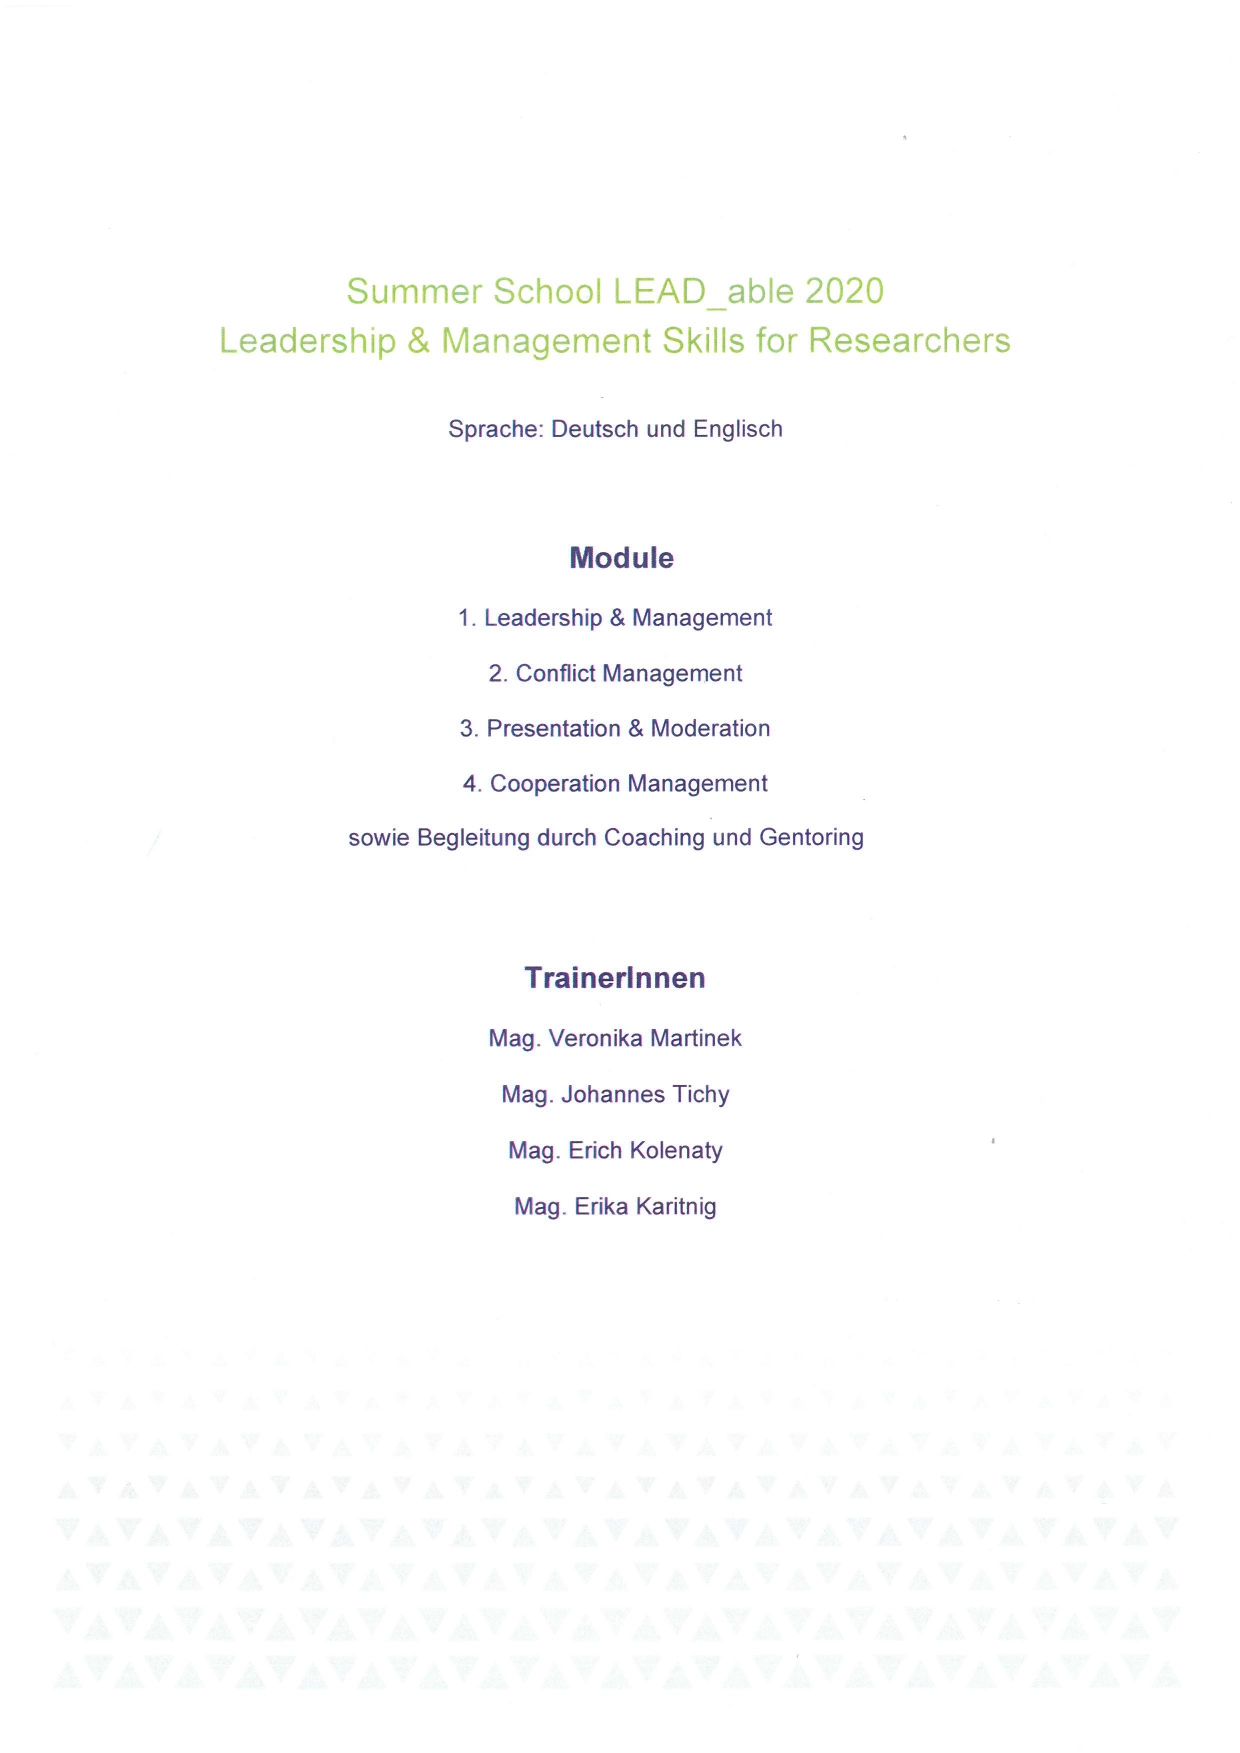 Summer School LEAD_able 2020
Leadership & Management Skills for Researchers
Sprache: Deutsch und Englisch
Module
1. Leadership & Management
2. Conflict Management
3. Presentation & Moderation
4. Cooperation Management
sowie Begleitung durch Coaching und Gentoring
TrainerInnen
Mag. Veronika Martinek
Mag. Johannes Tichy
Mag. Erich Kolenaty
Mag. Erika Karitnig